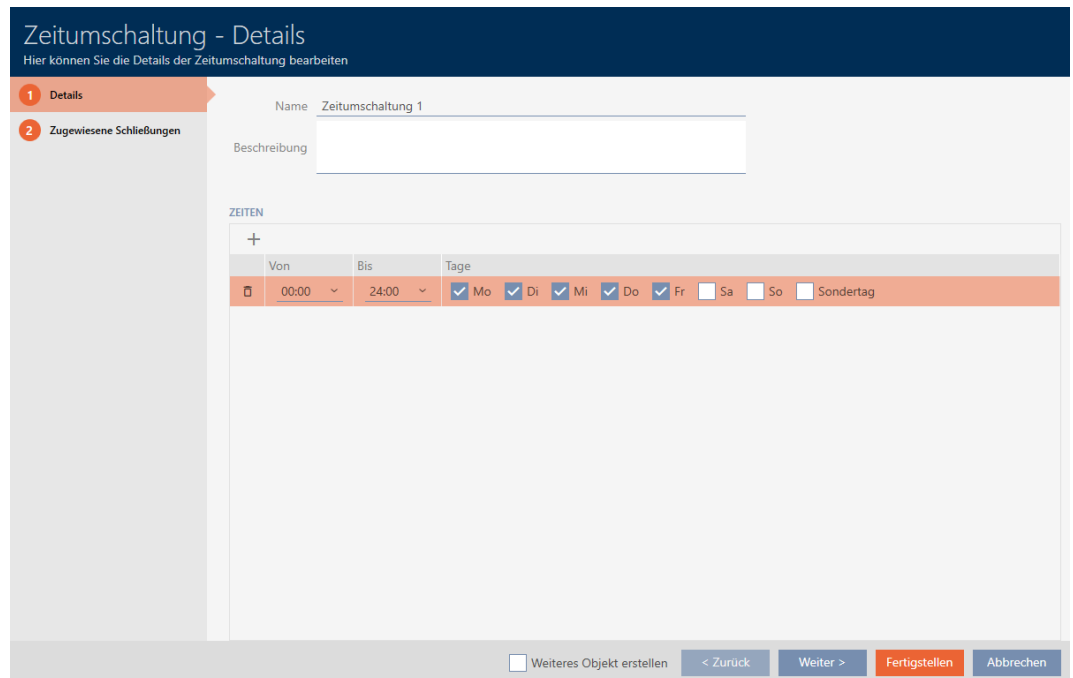 Zeitumschaltung - Details
Hier können Sie die Details der Zeitumschaltung bearbeiten
1 Details
2 Zugewiesene Schließungen
Name Zeitumschaltung 1
Beschreibung
ZEITEN
Von Bis Tage
00:00 24:00 Mo Di Mi Do Fr Sa So Sondertag
Weiteres Objekt erstellen < Zurück Weiter > Fertigstellen Abbrechen